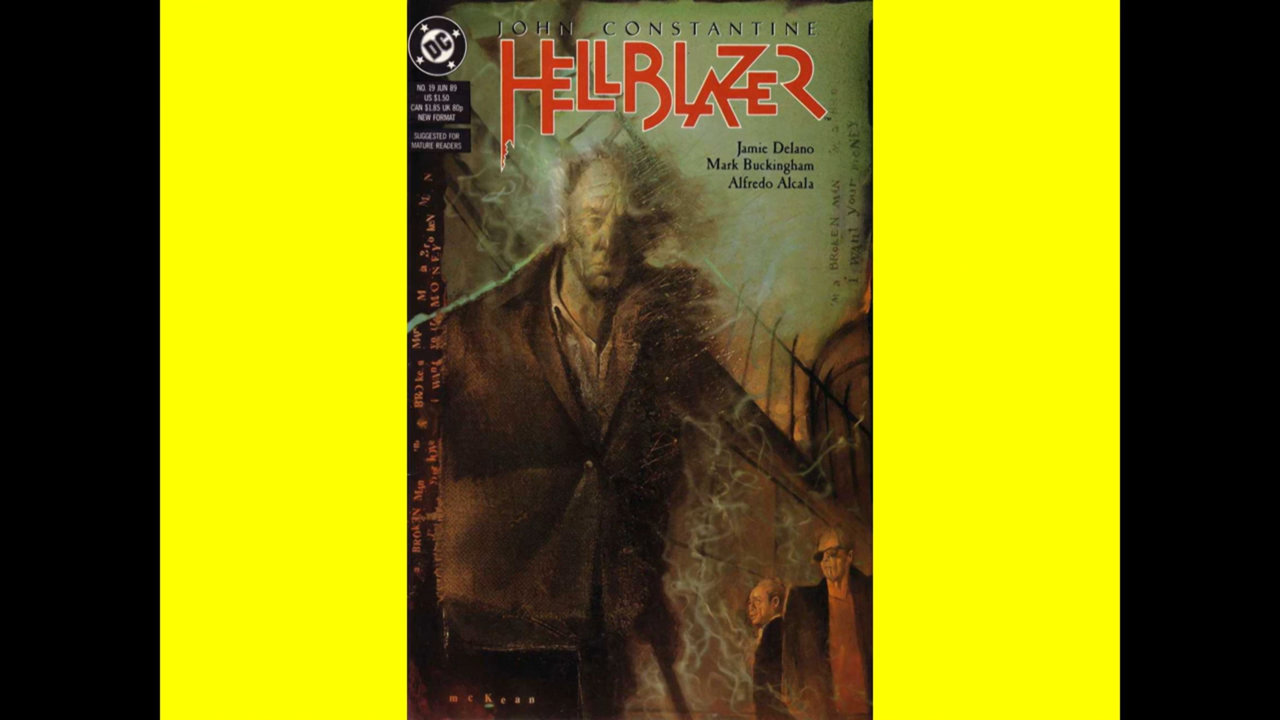 JOHN CONSTANTINE
HELLBLAZER
DC
NO. 19 JUN 89
US $1.50
CAN $1.85 UK 80p
NEW FORMAT
SUGGESTED FOR
MATURE READERS
Jamie Delano
Mark Buckingham
Alfredo Alcala
a BROKEN MAN
i want your MONEY
mcKean